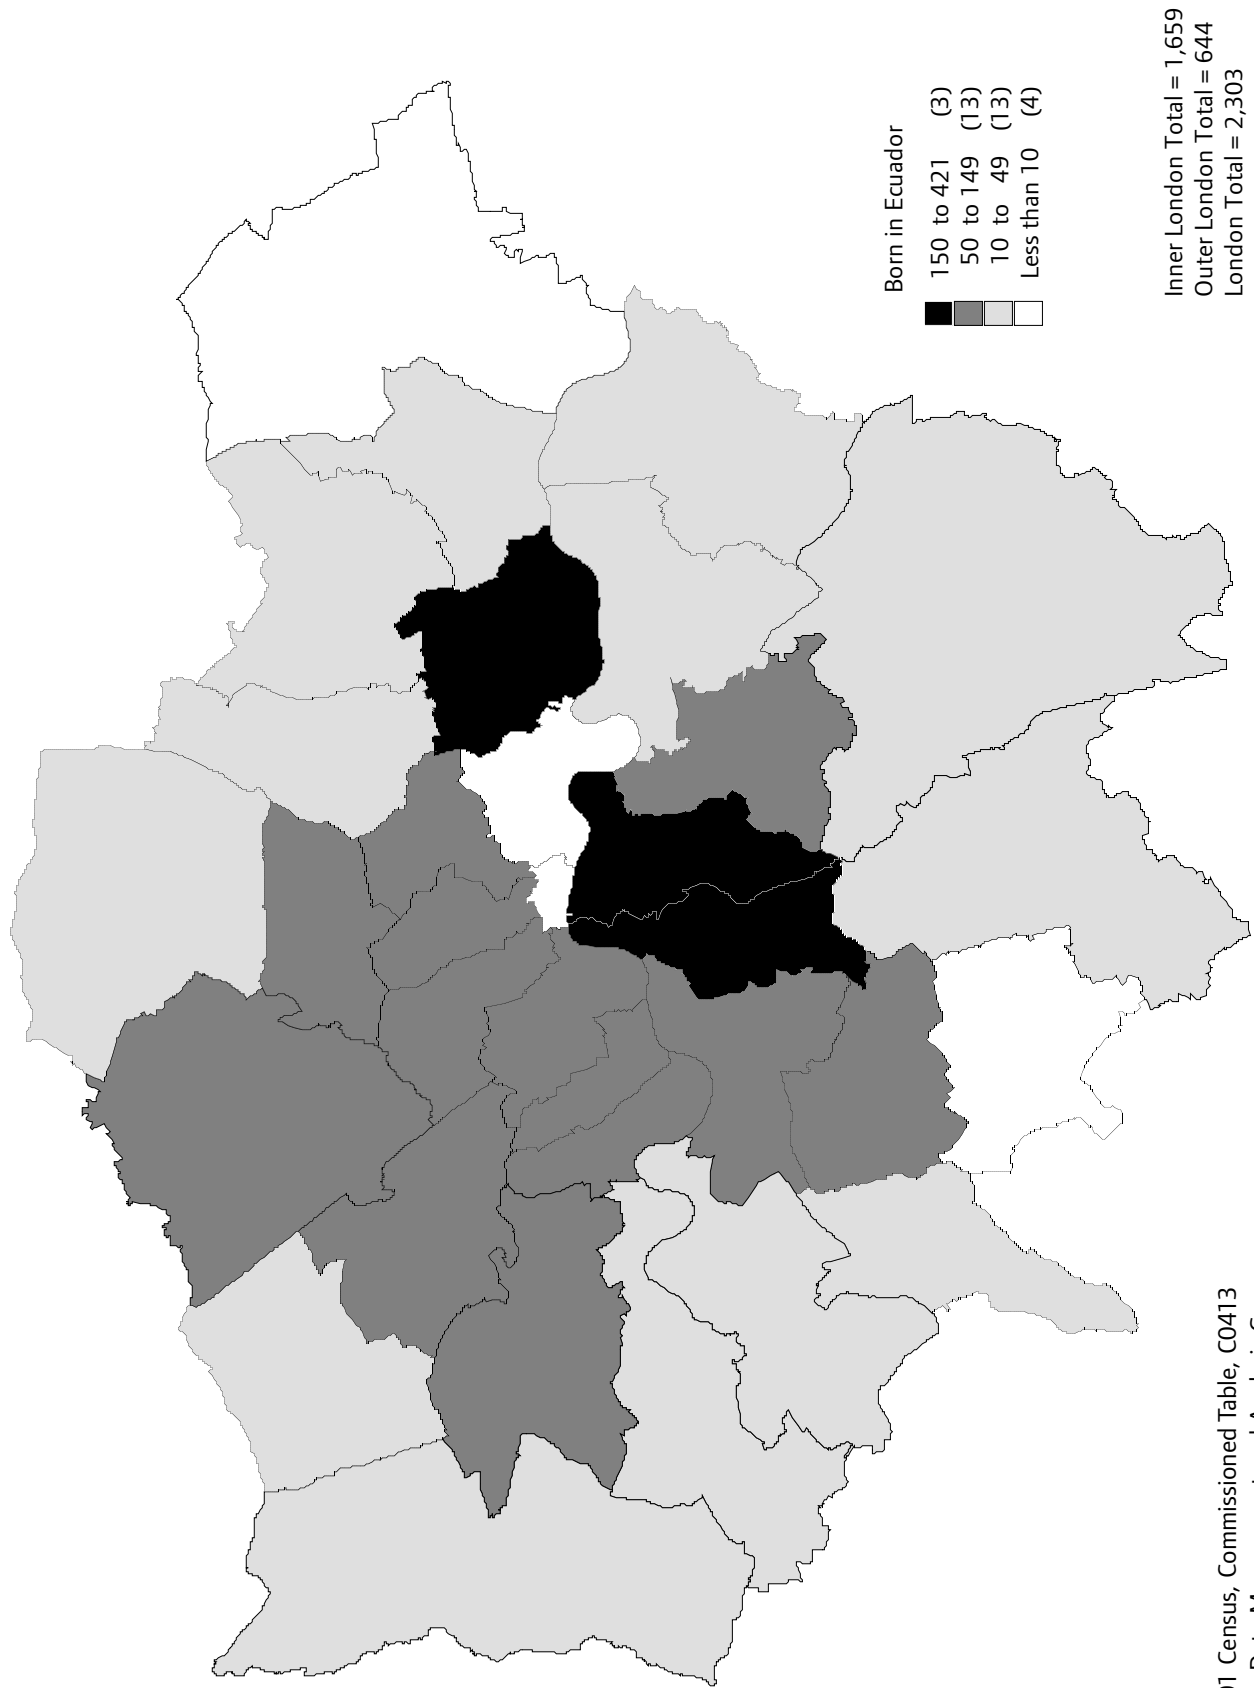 Born in Ecuador
150 to 421 (3)
50 to 149 (13)
10 to 49 (13)
Less than 10 (4)
Inner London Total = 1,659
Outer London Total = 644
London Total = 2,303
01 Census, Commissioned Table, C0413